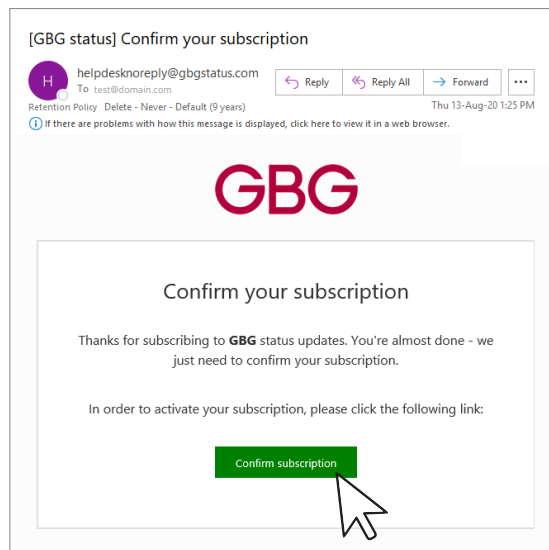 [GBG status] Confirm your subscription
H
helpdesknoreply@gbgstatus.com
To test@domain.com
Reply
Reply All
Forward
...
Retention Policy Delete - Never - Default (9 years)
Thu 13-Aug-20 1:25 PM
If there are problems with how this message is displayed, click here to view it in a web browser.
GBG
Confirm your subscription
Thanks for subscribing to GBG status updates. You're almost done - we
just need to confirm your subscription.
In order to activate your subscription, please click the following link:
Confirm subscription